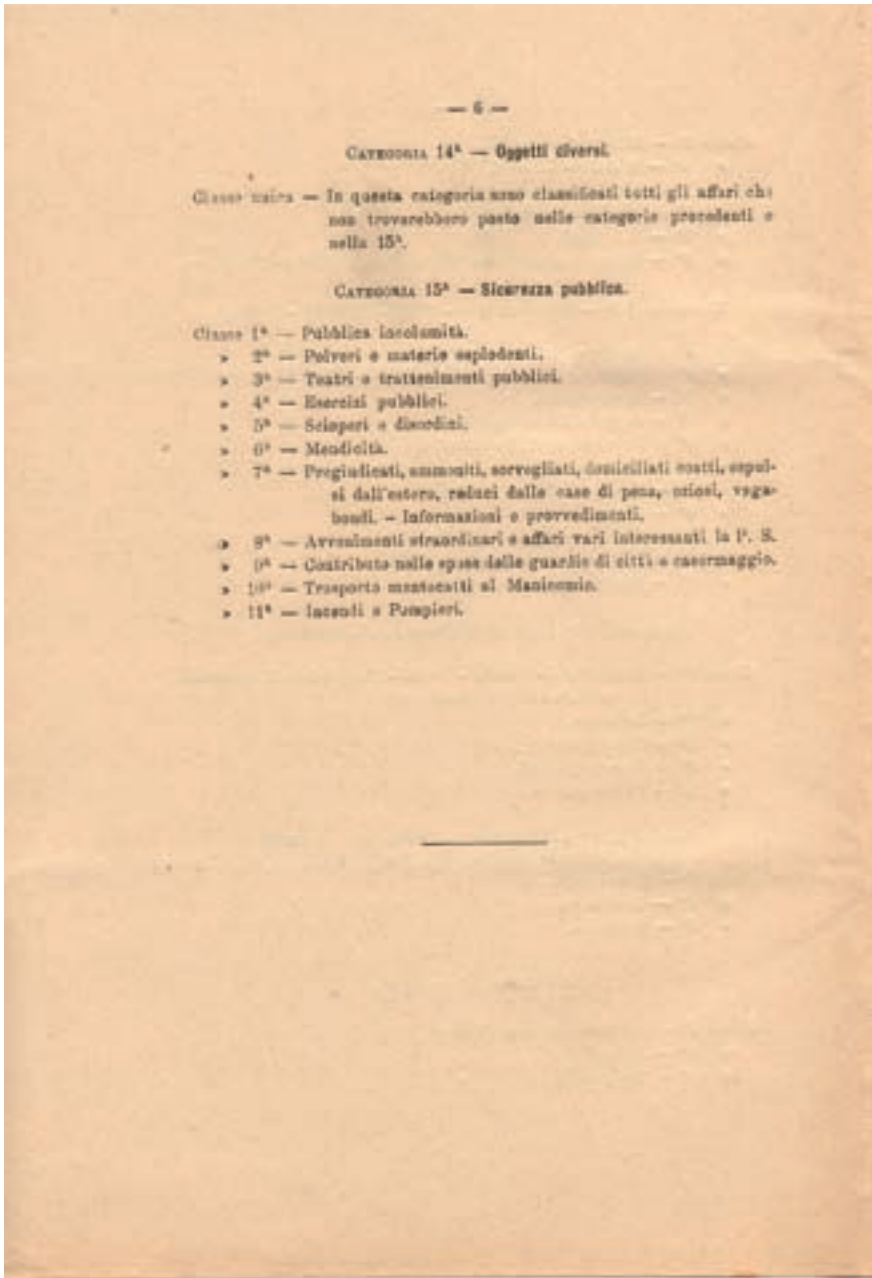 — 6 —
CATEGORIA 14ª — Oggetti diversi.
Classe unica — In questa categoria sono classificati tutti gli affari che
non troverebbero posto nelle categorie precedenti e
nella 15ª.
CATEGORIA 15ª — Sicurezza pubblica.
Classe 1ª — Pubblica incolumità.
» 2ª — Polveri e materie esplodenti.
» 3ª — Teatri e trattenimenti pubblici.
» 4ª — Esercizi pubblici.
» 5ª — Scioperi e disordini.
» 6ª — Mendicità.
» 7ª — Pregiudicati, ammoniti, sorvegliati, domiciliati coatti, espul-
si dall'estero, reduci dalle case di pena, oziosi, vaga-
bondi. – Informazioni e provvedimenti.
» 8ª — Avvenimenti straordinari e affari vari interessanti la P. S.
» 9ª — Contributo nelle spese delle guardie di città e casermaggio.
» 10ª — Trasporto mentecatti al Manicomio.
» 11ª — Incendi e Pompieri.